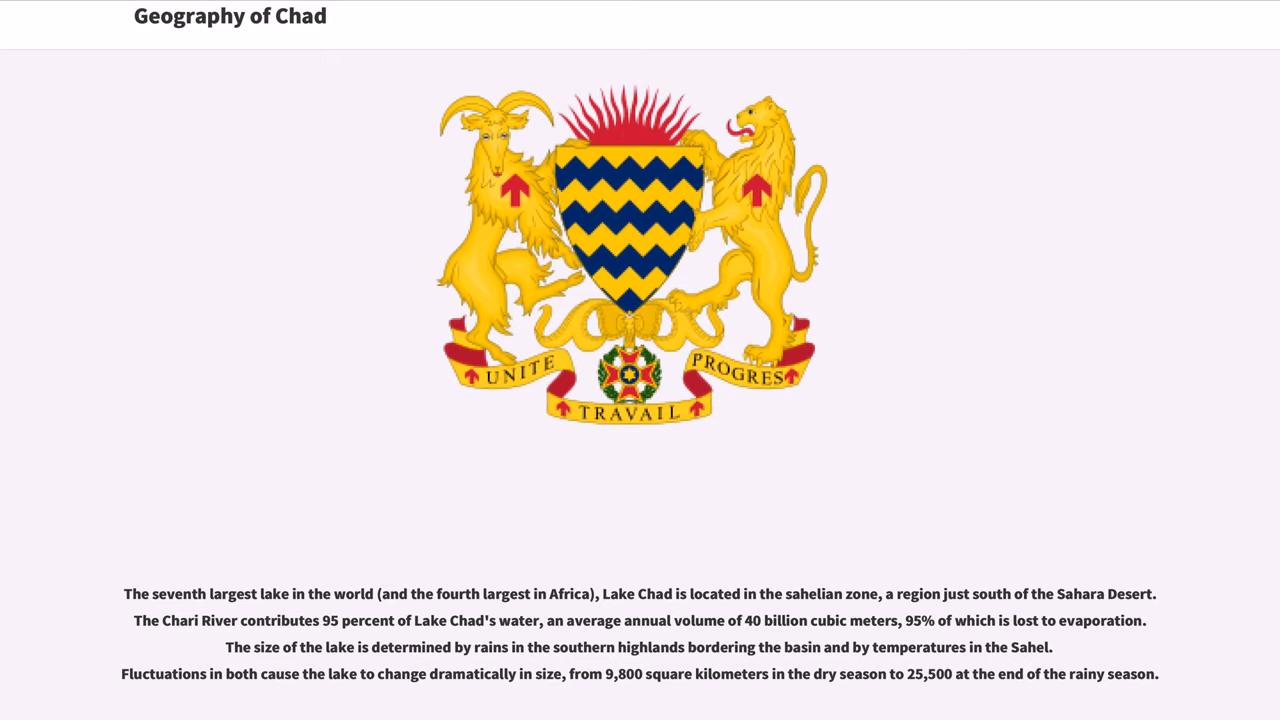 Geography of Chad
UNITE
PROGRES
TRAVAIL
The seventh largest lake in the world (and the fourth largest in Africa), Lake Chad is located in the sahelian zone, a region just south of the Sahara Desert.
The Chari River contributes 95 percent of Lake Chad's water, an average annual volume of 40 billion cubic meters, 95% of which is lost to evaporation.
The size of the lake is determined by rains in the southern highlands bordering the basin and by temperatures in the Sahel.
Fluctuations in both cause the lake to change dramatically in size, from 9,800 square kilometers in the dry season to 25,500 at the end of the rainy season.